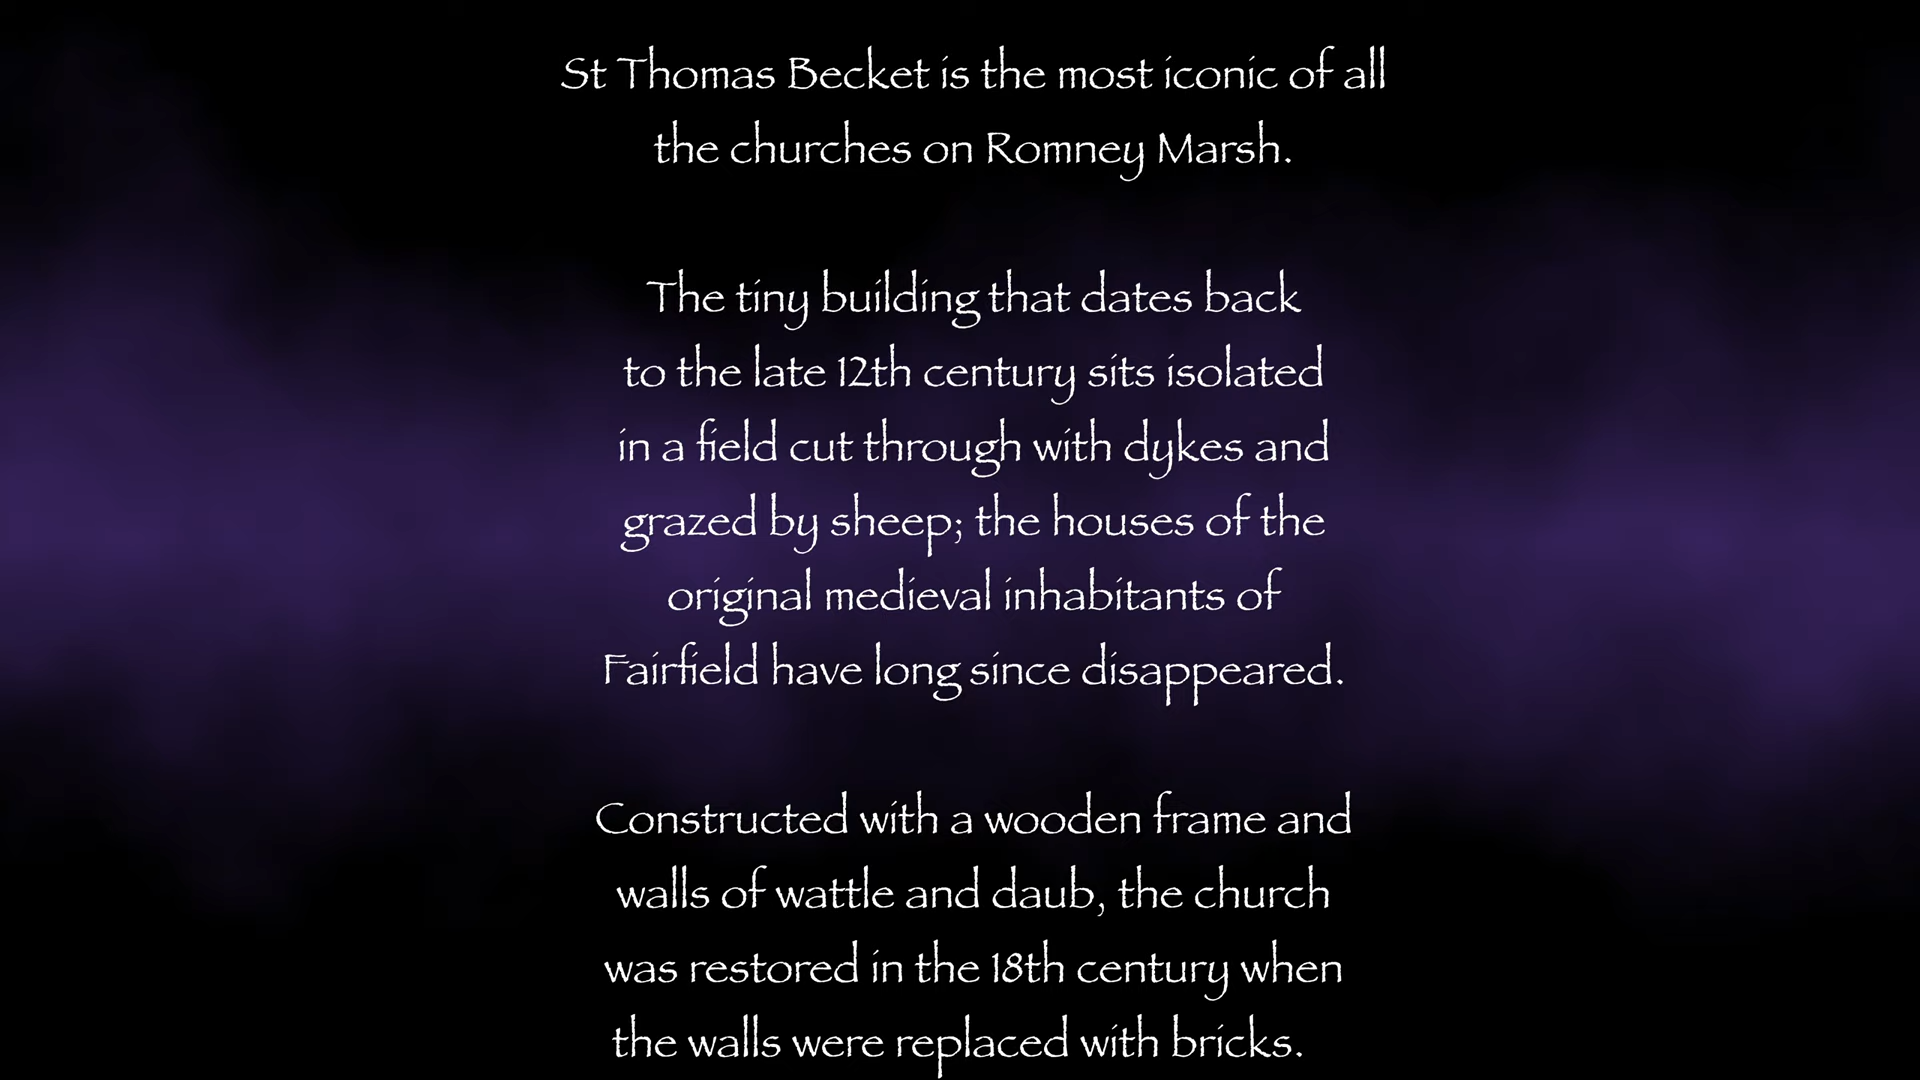 St Thomas Becket is the most iconic of all
the churches on Romney Marsh.
The tiny building that dates back
to the late 12th century sits isolated
in a field cut through with dykes and
grazed by sheep; the houses of the
original medieval inhabitants of
Fairfield have long since disappeared.
Constructed with a wooden frame and
walls of wattle and daub, the church
was restored in the 18th century when
the walls were replaced with bricks.